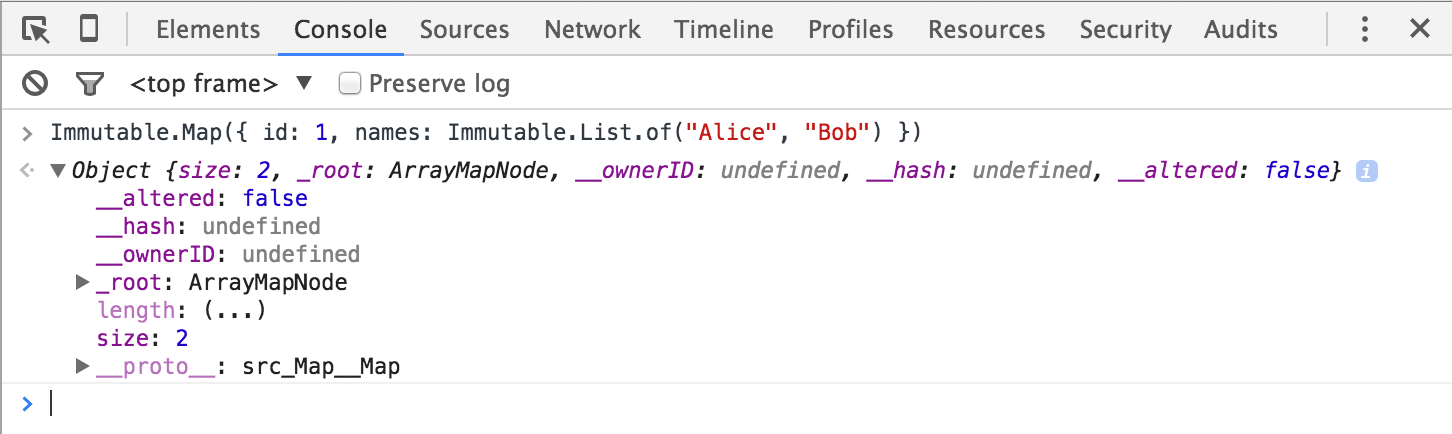 Elements Console Sources Network Timeline Profiles Resources Security Audits
<top frame> ▼ Preserve log
> Immutable.Map({ id: 1, names: Immutable.List.of("Alice", "Bob") })
▼Object {size: 2, _root: ArrayMapNode, __ownerID: undefined, __hash: undefined, __altered: false} i
__altered: false
__hash: undefined
__ownerID: undefined
▶_root: ArrayMapNode
length: (...)
size: 2
▶__proto__: src_Map__Map
>